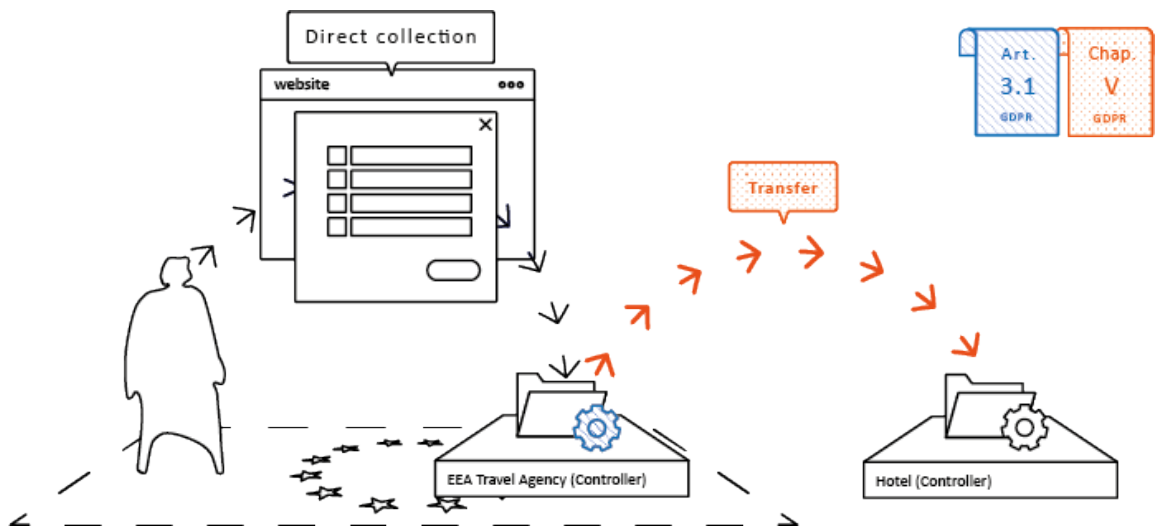 Direct collection
website
Art.
3.1
GDPR
Chap.
V
GDPR
Transfer
EEA Travel Agency (Controller)
Hotel (Controller)